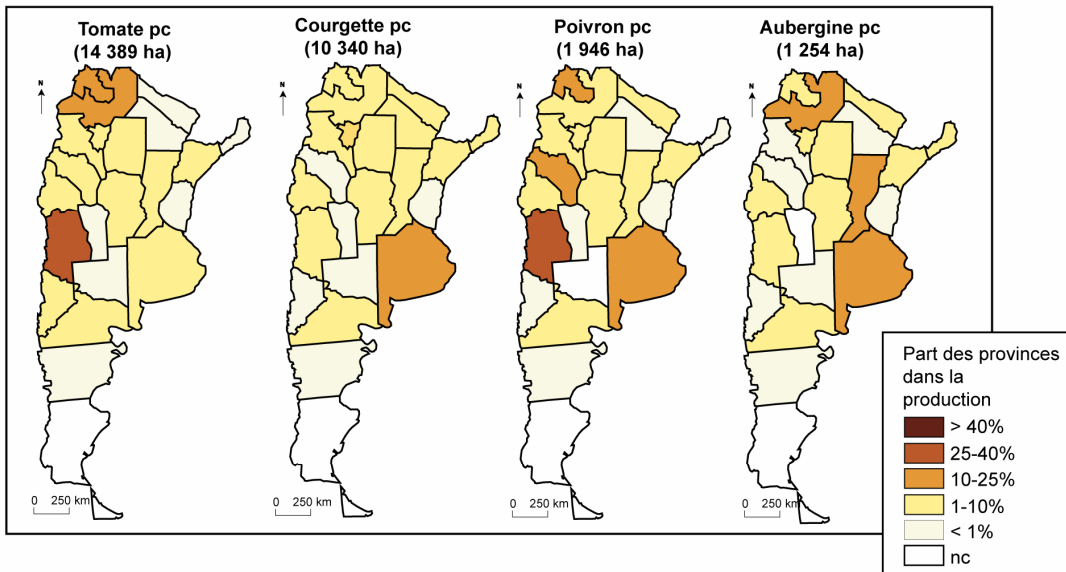 Tomate pc
(14 389 ha)
Courgette pc
(10 340 ha)
Poivron pc
(1 946 ha)
Aubergine pc
(1 254 ha)
N
N
N
N
0 250 km
0 250 km
0 250 km
0 250 km
Part des provinces
dans la
production
> 40%
25-40%
10-25%
1-10%
< 1%
nc